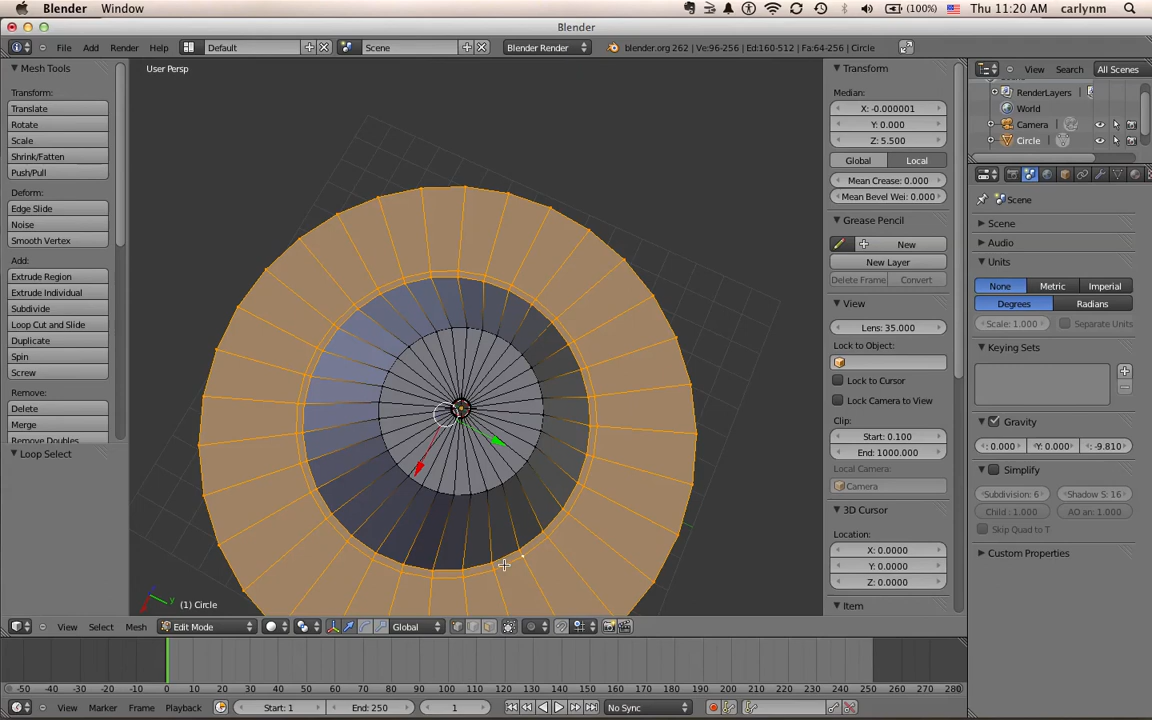 Blender Window (100%) Thu 11:20 AM carlynm
Blender
File Add Render Help Default Scene Blender Render blender.org 262 | Ve:96-256 | Ed:160-512 | Fa:64-256 | Circle View Search All Scenes
Mesh Tools
Transform:
Translate
Rotate
Scale
Shrink/Fatten
Push/Pull
Deform:
Edge Slide
Noise
Smooth Vertex
Add:
Extrude Region
Extrude Individual
Subdivide
Loop Cut and Slide
Duplicate
Spin
Screw
Remove:
Delete
Merge
Remove Doubles
Loop Select
User Persp
y
(1) Circle
Transform
Median:
X: -0.000001
Y: 0.000
Z: 5.500
Global Local
Mean Crease: 0.000
Mean Bevel Wei: 0.000
Grease Pencil
New
New Layer
Delete Frame Convert
View
Lens: 35.000
Lock to Object:
Lock to Cursor
Lock Camera to View
Clip:
Start: 0.100
End: 1000.000
Local Camera:
Camera
3D Cursor
Location:
X: 0.0000
Y: 0.0000
Z: 0.0000
Item
RenderLayers
World
Camera
Circle
Scene
Scene
Audio
Units
None Metric Imperial
Degrees Radians
Scale: 1.000 Separate Units
Keying Sets
Gravity
: 0.000 Y: 0.000 : -9.810
Simplify
Subdivision: 6 Shadow S: 16
Child : 1.000 AO an: 1.000
Skip Quad to T
Custom Properties
View Select Mesh Edit Mode Global
-50 -40 -30 -20 -10 0 10 20 30 40 50 60 70 80 90 100 110 120 130 140 150 160 170 180 190 200 210 220 230 240 250 260 270 280
View Marker Frame Playback Start: 1 End: 250 1 No Sync